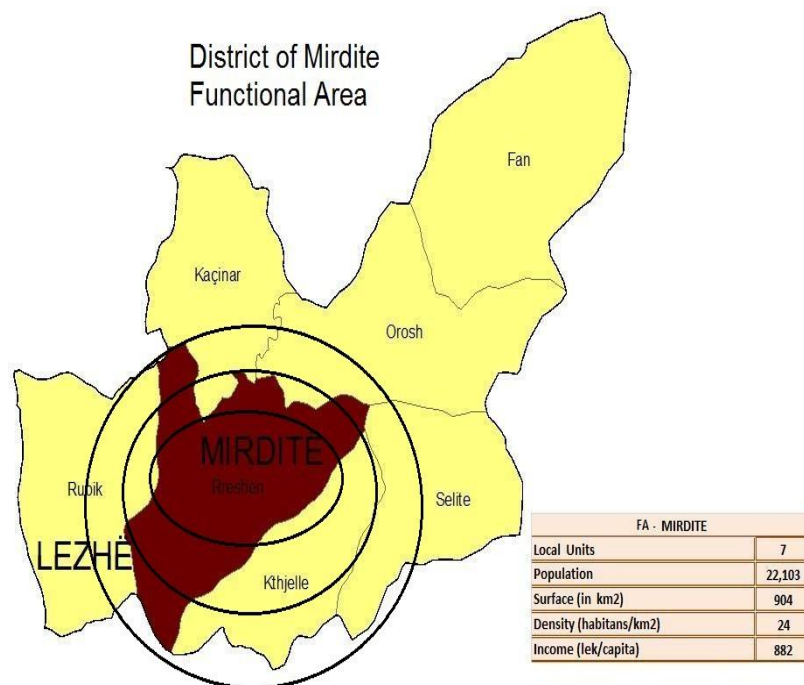 District of Mirdite
Functional Area
Fan
Kaçinar
Orosh
MIRDITË
Rreshen
Rubik
Selite
LEZHË
Kthjelle
FA - MIRDITE
Local Units 7
Population 22,103
Surface (in km2) 904
Density (habitans/km2) 24
Income (lek/capita) 882